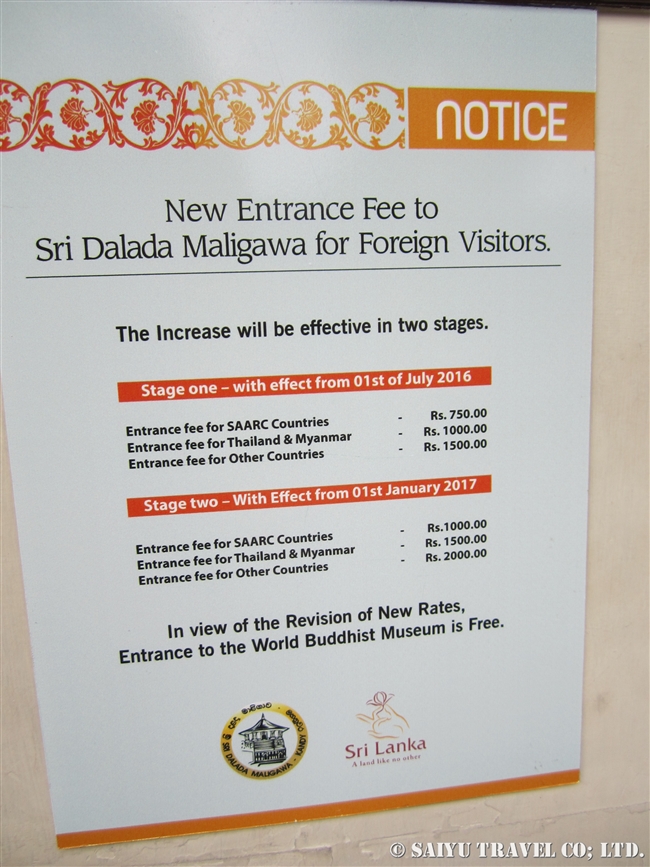 NOTICE
New Entrance Fee to
Sri Dalada Maligawa for Foreign Visitors.
The Increase will be effective in two stages.
Stage one – with effect from 01st of July 2016
Entrance fee for SAARC Countries - Rs. 750.00
Entrance fee for Thailand & Myanmar - Rs. 1000.00
Entrance fee for Other Countries - Rs. 1500.00
Stage two – With Effect from 01st January 2017
Entrance fee for SAARC Countries - Rs.1000.00
Entrance fee for Thailand & Myanmar - Rs. 1500.00
Entrance fee for Other Countries - Rs. 2000.00
In view of the Revision of New Rates,
Entrance to the World Buddhist Museum is Free.
SRI DALADA MALIGAWA - KANDY
Sri Lanka
A land like no other
© SAIYU TRAVEL CO; LTD.